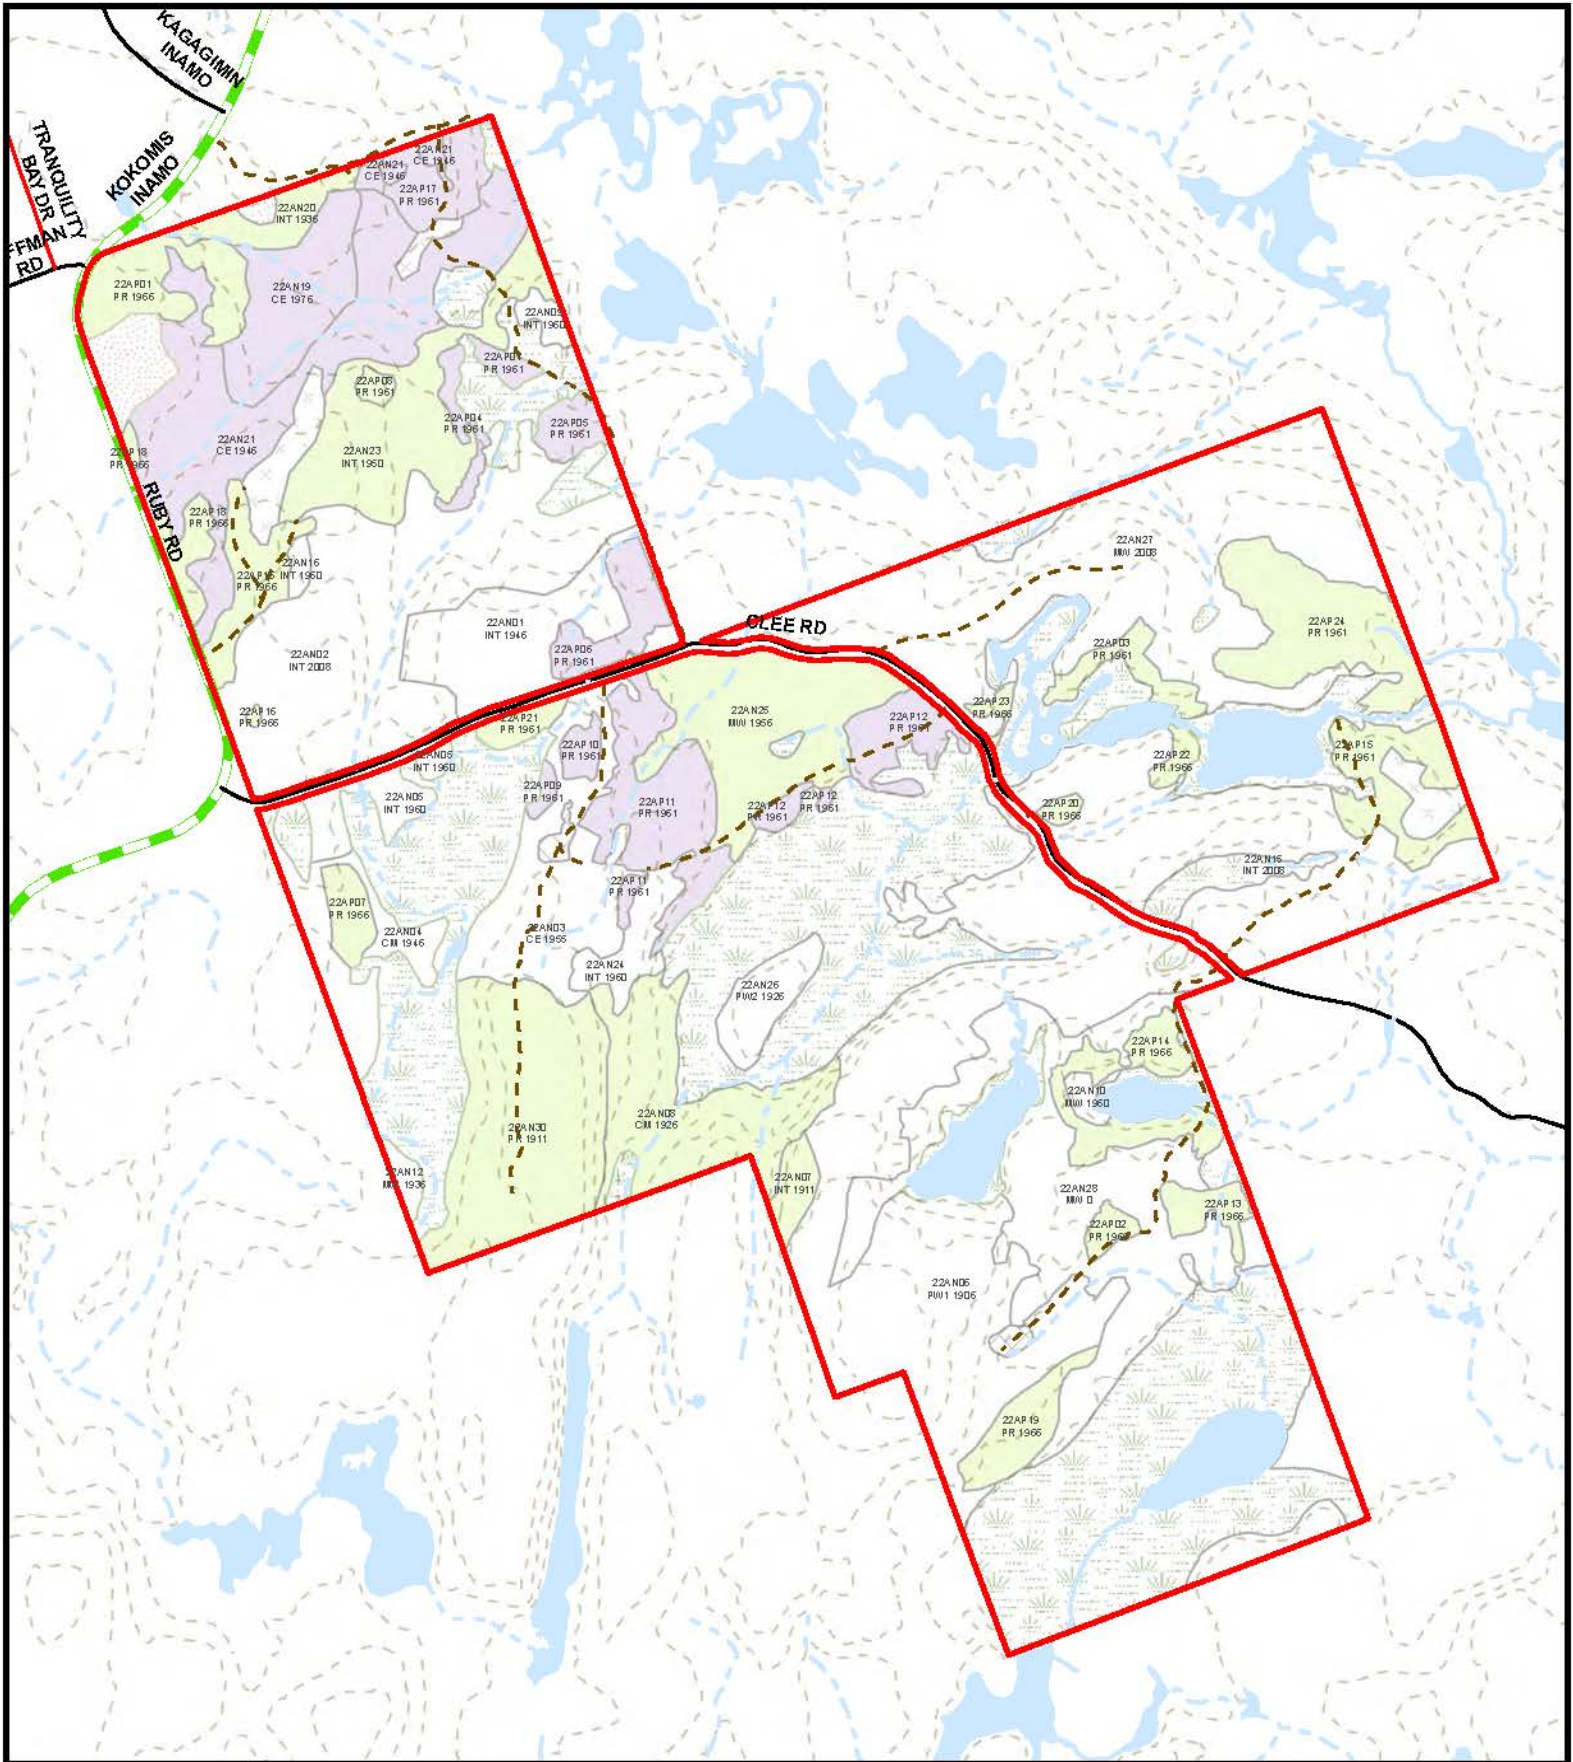 KAGAGIMIN
INAMO
TRANQUILITY
BAY DR
KOKOMIS
INAMO
FFMAN
RD
22AN21
CE 1946
22AN21
CE 1946
22AP17
PR 1961
22AN20
INT 1936
22AP01
PR 1966
22AN19
CE 1976
INT 1960
PR 1961
22AP08
PR 1961
22AP04
PR 1961
22AP05
PR 1961
22AN21
CE 1946
22AN23
INT 1960
RUBY RD
22AP18
PR 1966
22AN16
INT 1960
PR 1966
22AN27
MW 2008
22AN01
INT 1946
CLEE RD
22AP24
PR 1961
22AP03
PR 1961
22AN02
INT 2008
22AP06
PR 1961
22AP16
PR 1966
22AP21
PR 1961
22AN25
MW 1956
22AP12
PR 1961
22AP23
PR 1966
22AN05
INT 1960
22AP10
PR 1961
22AP22
PR 1966
22AP15
PR 1961
22AN05
INT 1960
22AP09
PR 1961
22AP11
PR 1961
22AP12
PR 1961
22AP12
PR 1961
22AP20
PR 1966
22AN15
INT 2008
22AP11
PR 1961
22AP07
PR 1966
22AN04
CM 1946
22AN03
CE 1955
22AN24
INT 1960
22AN26
PW2 1926
22AP14
PR 1966
22AN10
MW 1960
22AN08
CM 1926
22AN30
PR 1911
22AN07
INT 1911
22AN28
MW 0
22AP13
PR 1966
22AP02
22AN06
PW1 1906
22AP19
PR 1966